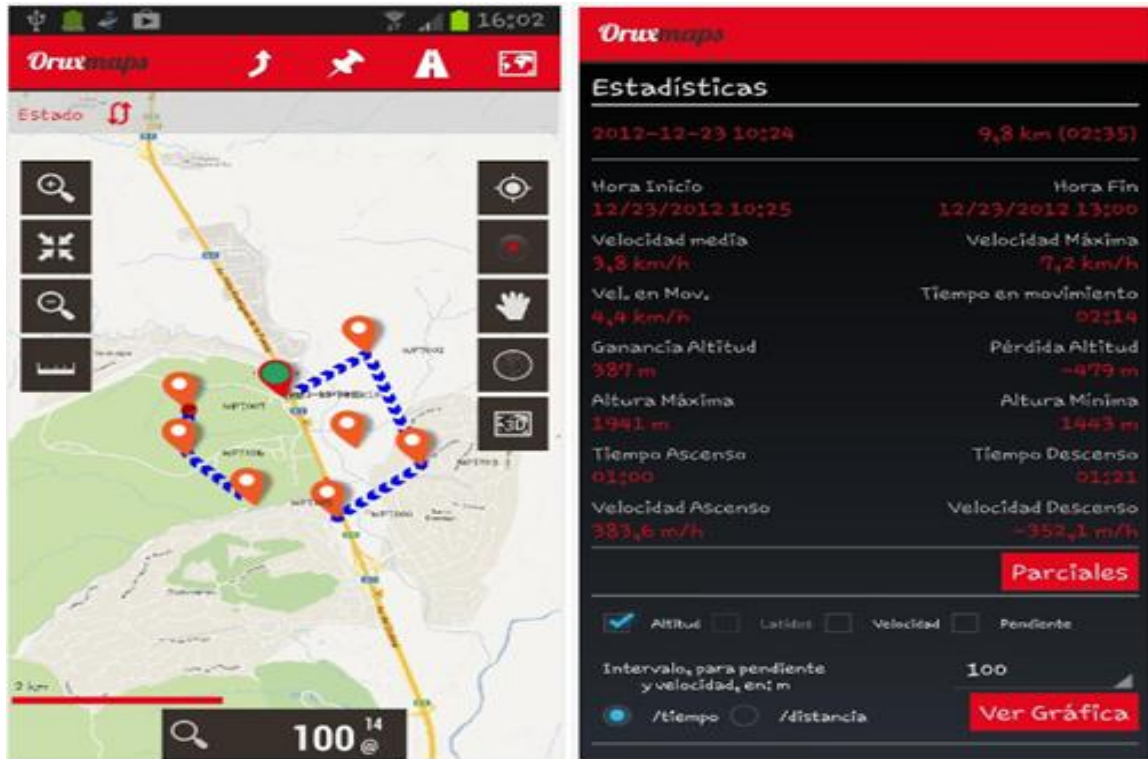 16:02
Oruxmaps
Estado
WPT002
WPT007
WPT006
2 km
100 14 @
Oruxmaps
Estadísticas
2012-12-23 10:24 9,8 km (02:35)
Hora Inicio Hora Fin
12/23/2012 10:25 12/23/2012 13:00
Velocidad media Velocidad Máxima
3,8 km/h 7,2 km/h
Vel. en Mov. Tiempo en movimiento
4,4 km/h 02:14
Ganancia Altitud Pérdida Altitud
387 m -479 m
Altura Máxima Altura Mínima
1941 m 1443 m
Tiempo Ascenso Tiempo Descenso
01:00 01:21
Velocidad Ascenso Velocidad Descenso
383,6 m/h -352,1 m/h
Parciales
Altitud Latidos Velocidad Pendiente
Intervalo, para pendiente 100
y velocidad, en: m
/tiempo /distancia Ver Gráfica